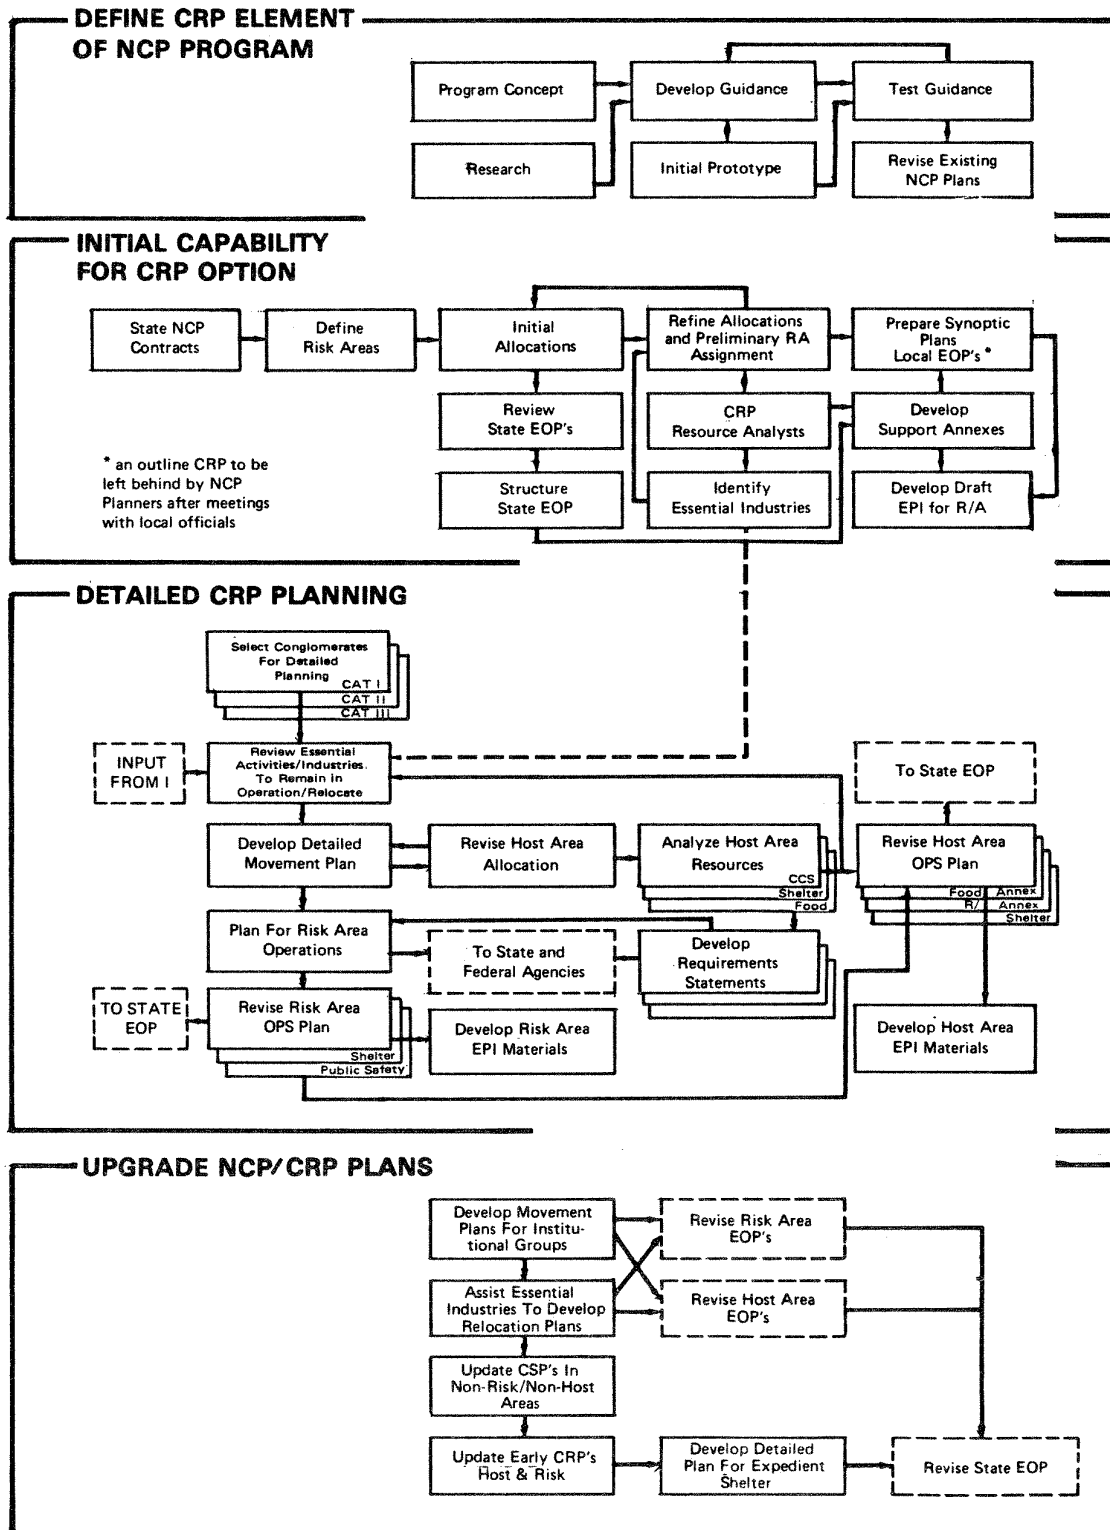 DEFINE CRP ELEMENT
OF NCP PROGRAM
Program Concept
Develop Guidance
Test Guidance
Research
Initial Prototype
Revise Existing
NCP Plans
INITIAL CAPABILITY
FOR CRP OPTION
State NCP
Contracts
Define
Risk Areas
Initial
Allocations
Refine Allocations
and Preliminary RA
Assignment
Prepare Synoptic
Plans
Local EOP's *
Review
State EOP's
CRP
Resource Analysts
Develop
Support Annexes
* an outline CRP to be
left behind by NCP
Planners after meetings
with local officials
Structure
State EOP
Identify
Essential Industries
Develop Draft
EPI for R/A
DETAILED CRP PLANNING
Select Conglomerates
For Detailed
Planning
CAT I
CAT II
CAT III
INPUT
FROM I
Review Essential
Activities/Industries.
To Remain in
Operation/Relocate
To State EOP
Develop Detailed
Movement Plan
Revise Host Area
Allocation
Analyze Host Area
Resources
CCS
Shelter
Food
Revise Host Area
OPS Plan
Food Annex
R/ Annex
Shelter
Plan For Risk Area
Operations
To State and
Federal Agencies
Develop
Requirements
Statements
TO STATE
EOP
Revise Risk Area
OPS Plan
Shelter
Public Safety
Develop Risk Area
EPI Materials
Develop Host Area
EPI Materials
UPGRADE NCP/CRP PLANS
Develop Movement
Plans For Institu-
tional Groups
Revise Risk Area
EOP's
Assist Essential
Industries To Develop
Relocation Plans
Revise Host Area
EOP's
Update CSP's In
Non-Risk/Non-Host
Areas
Update Early CRP's
Host & Risk
Develop Detailed
Plan For Expedient
Shelter
Revise State EOP